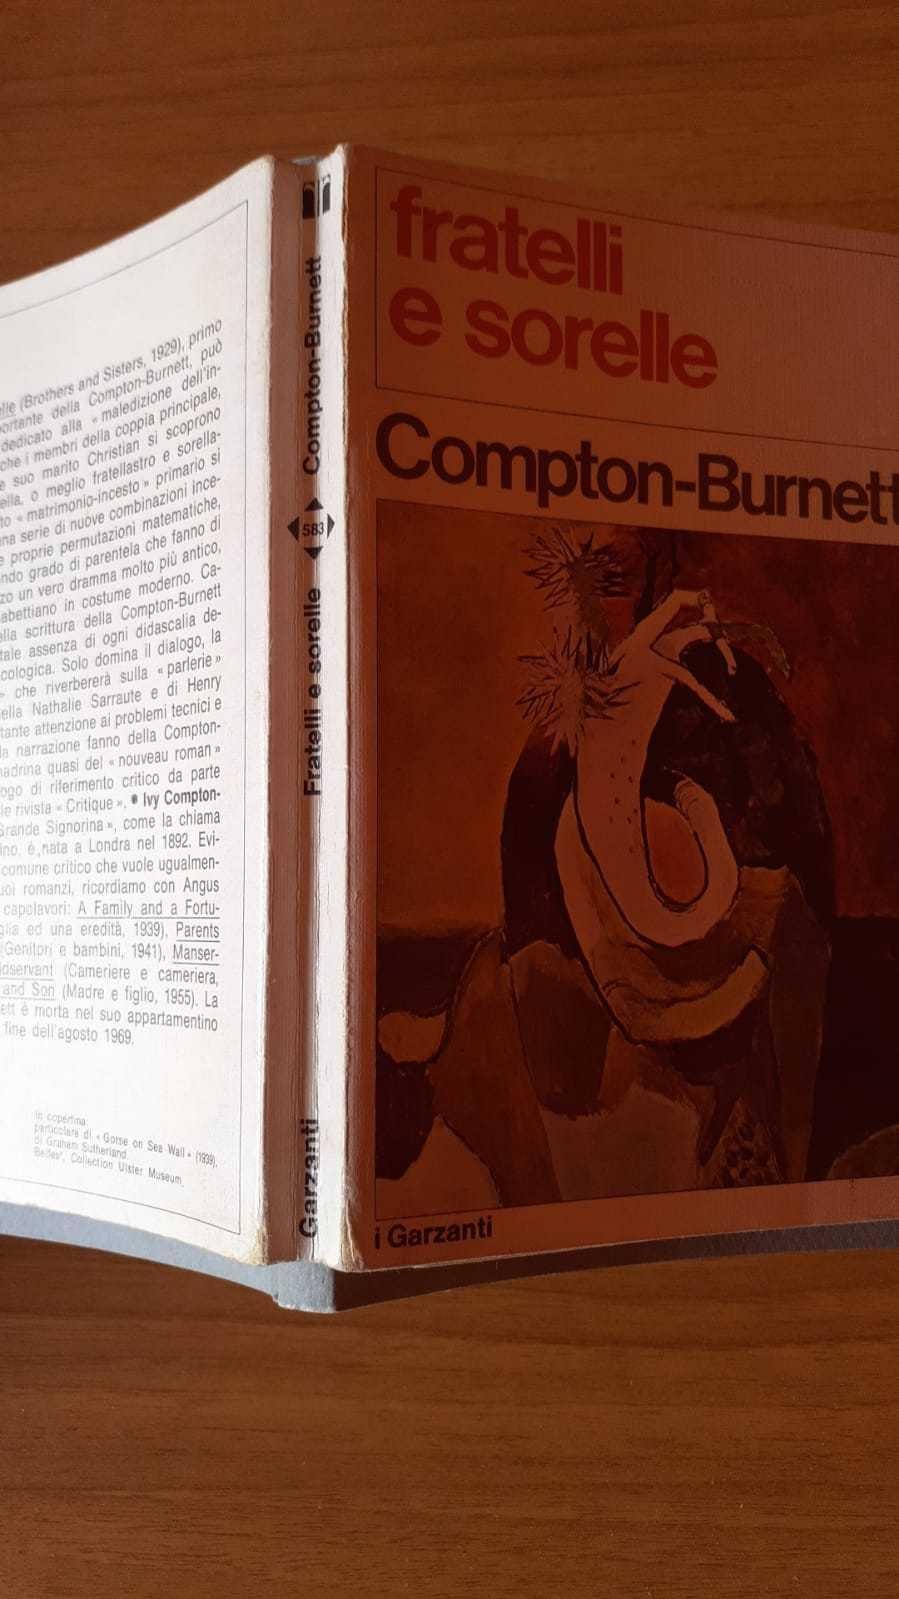 elle (Brothers and Sisters, 1929), primo
portante della Compton-Burnett, può
dedicato alla « maledizione dell'in-
che i membri della coppia principale,
e suo marito Christian si scoprono
ella, o meglio fratellastro e sorella-
to « matrimonio-incesto » primario si
na serie di nuove combinazioni ince-
e proprie permutazioni matematiche,
ndo grado di parentela che fanno di
zo un vero dramma molto più antico,
abettiano in costume moderno. Ca-
ella scrittura della Compton-Burnett
tale assenza di ogni didascalia de-
cologica. Solo domina il dialogo, la
» che riverbererà sulla « parlerie »
ella Nathalie Sarraute e di Henry
tante attenzione ai problemi tecnici e
la narrazione fanno della Compton-
madrina quasi del « nouveau roman »
ogo di riferimento critico da parte
le rivista « Critique ». • Ivy Compton-
Grande Signorina », come la chiama
ino, è nata a Londra nel 1892. Evi-
comune critico che vuole ugualmen-
uoi romanzi, ricordiamo con Angus
capolavori: A Family and a Fortu-
glia ed una eredità, 1939), Parents
(Genitori e bambini, 1941), Manser-
daservant (Cameriere e cameriera,
and Son (Madre e figlio, 1955). La
ett è morta nel suo appartamentino
fine dell'agosto 1969.
In copertina:
particolare di « Gorse on Sea Wall » (1939),
di Graham Sutherland.
Belfast, Collection Ulster Museum.
Garzanti
Fratelli e sorelle
583
Compton-Burnett
fratelli
e sorelle
Compton-Burnett
i Garzanti